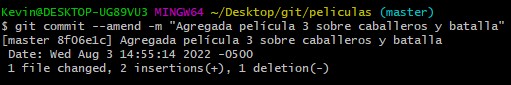 Kevin@DESKTOP-UG89VU3 MINGW64 ~/Desktop/git/peliculas (master)
$ git commit --amend -m "Agregada película 3 sobre caballeros y batalla"
[master 8f06e1c] Agregada película 3 sobre caballeros y batalla
 Date: Wed Aug 3 14:55:14 2022 -0500
 1 file changed, 2 insertions(+), 1 deletion(-)